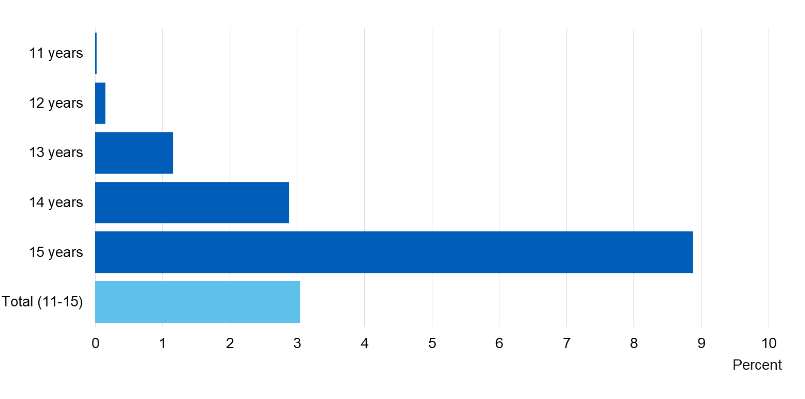 11 years
12 years
13 years
14 years
15 years
Total (11-15)
0 1 2 3 4 5 6 7 8 9 10
Percent